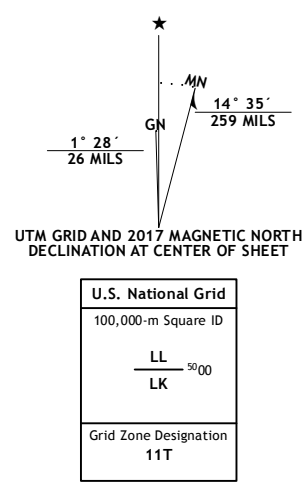 ★
MN
GN
1° 28´
26 MILS
14° 35´
259 MILS
UTM GRID AND 2017 MAGNETIC NORTH
DECLINATION AT CENTER OF SHEET
U.S. National Grid
100,000-m Square ID
LL
⁵⁰00
LK
Grid Zone Designation
11T